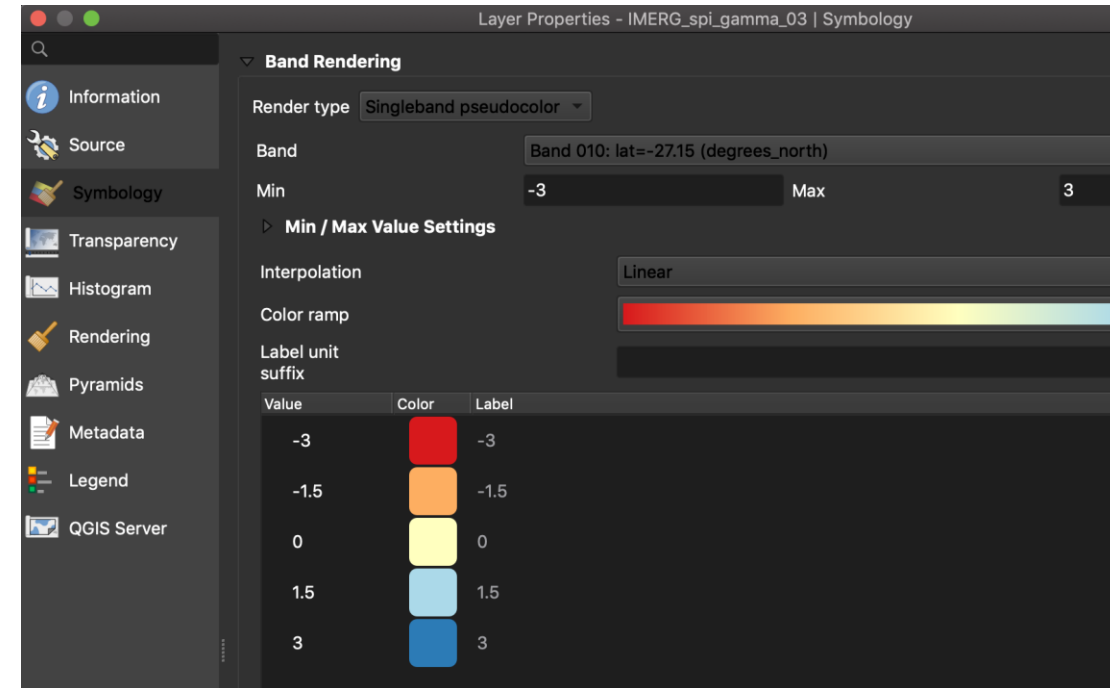 Layer Properties - IMERG_spi_gamma_03 | Symbology
Information
Source
Symbology
Transparency
Histogram
Rendering
Pyramids
Metadata
Legend
QGIS Server
Band Rendering
Render type Singleband pseudocolor
Band Band 010: lat=-27.15 (degrees_north)
Min -3 Max 3
Min / Max Value Settings
Interpolation Linear
Color ramp
Label unit
suffix
Value Color Label
-3 -3
-1.5 -1.5
0 0
1.5 1.5
3 3